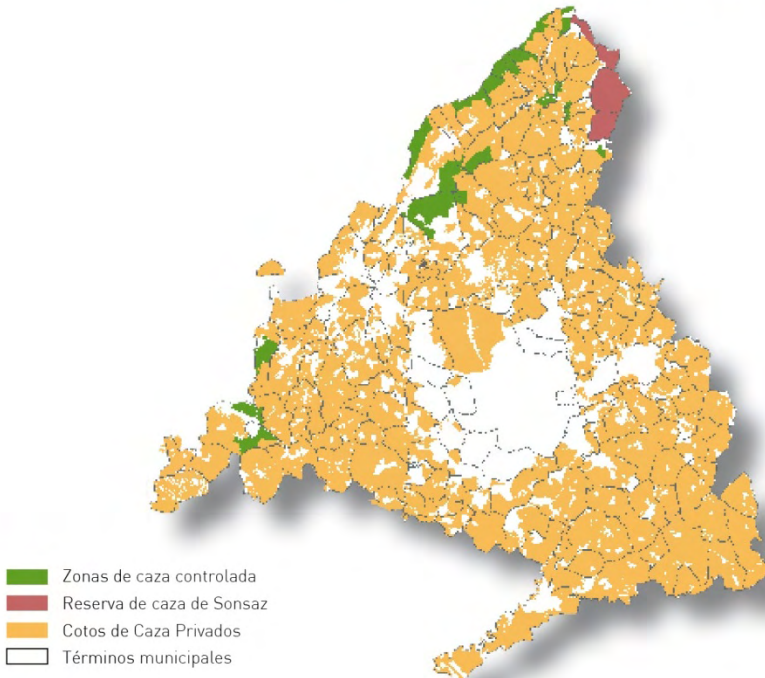 Zonas de caza controlada
Reserva de caza de Sonsaz
Cotos de Caza Privados
Términos municipales